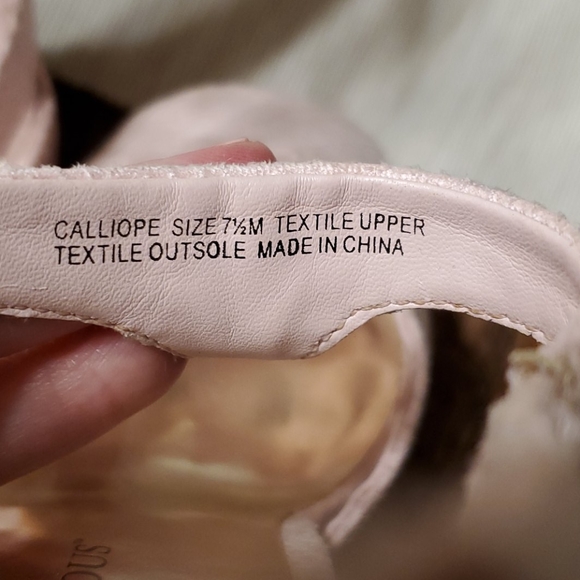 CALLIOPE SIZE 7½M TEXTILE UPPER
TEXTILE OUTSOLE MADE IN CHINA